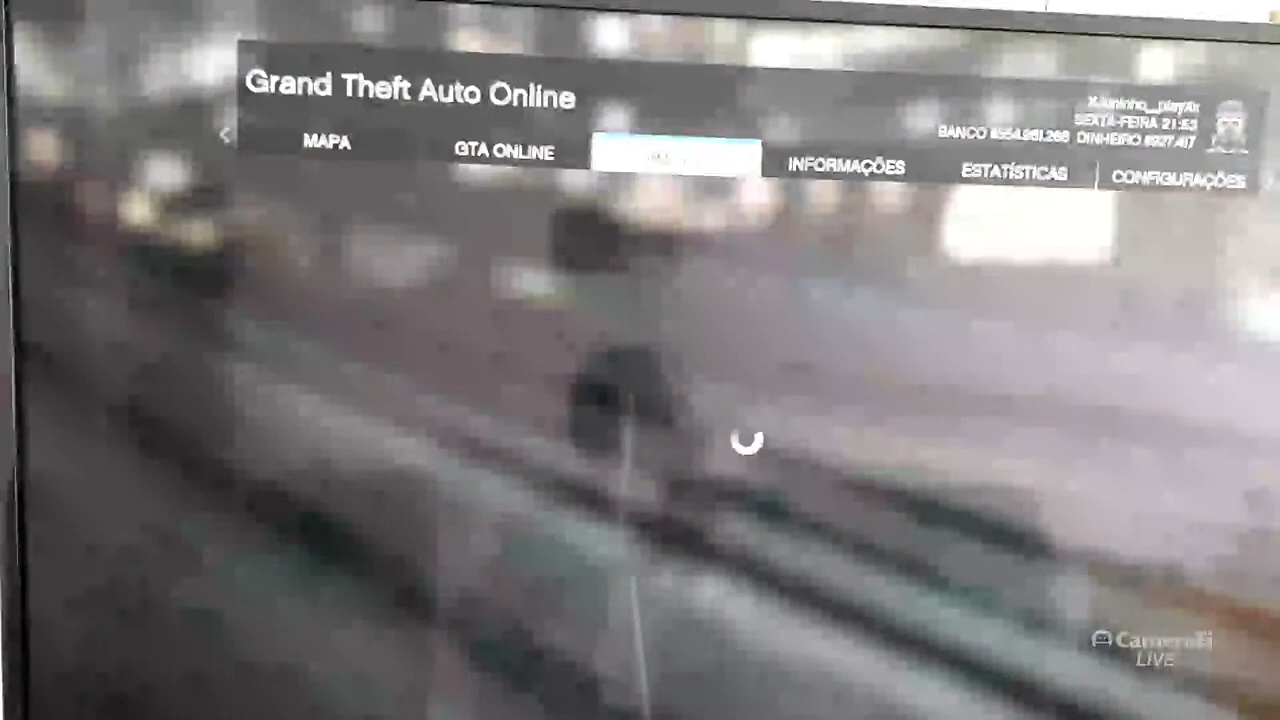 Grand Theft Auto Online
SEXTA-FEIRA 21:53
BANCO DINHEIRO
MAPA
GTA ONLINE
INFORMAÇÕES
ESTATÍSTICAS
CONFIGURAÇÕES
CameraFi
LIVE